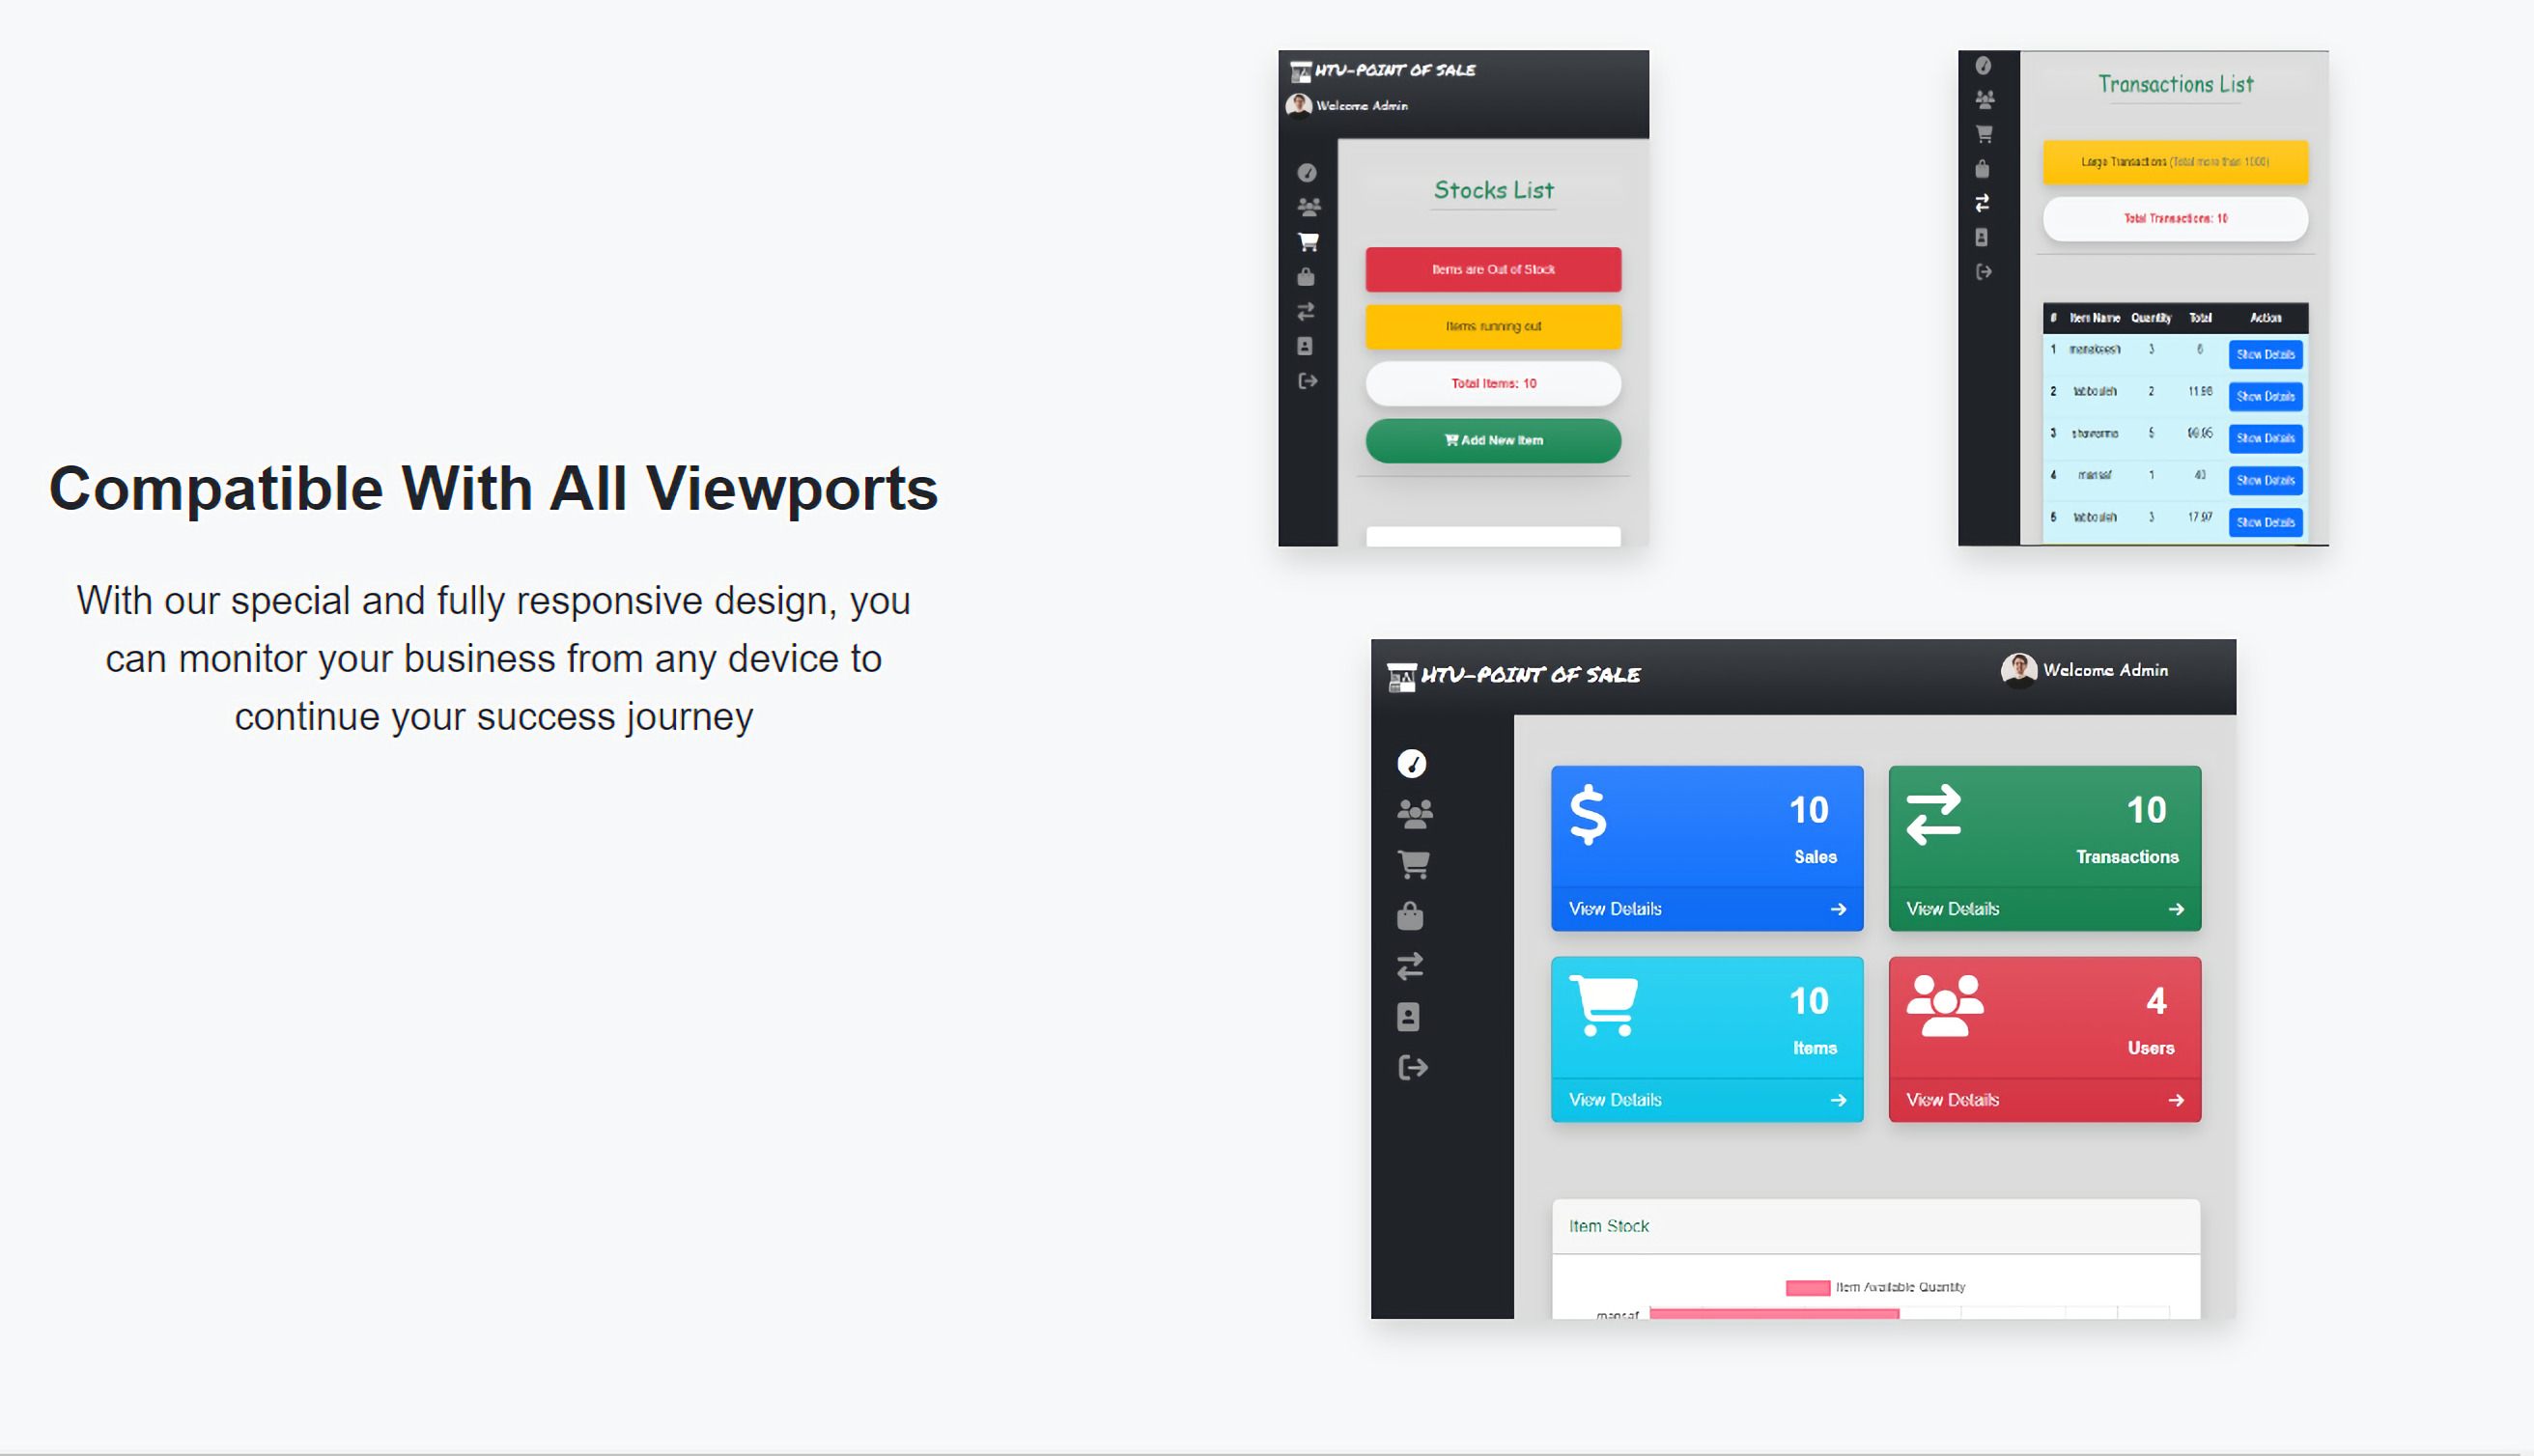 Compatible With All Viewports
With our special and fully responsive design, you
can monitor your business from any device to
continue your success journey
HTU-POINT OF SALE
Welcome Admin
Stocks List
Items are Out of Stock
Items running out
Total Items: 10
Add New Item
Transactions List
Large Transactions (Total more than 1000)
Total Transactions: 10
# Item Name Quantity Total Action
1 manakeesh 3 6 Show Details
2 tabbouleh 2 Show Details
3 shawarma 5 Show Details
4 mansaf 1 40 Show Details
5 tabbouleh 3 17.97 Show Details
HTU-POINT OF SALE
Welcome Admin
10
Sales
View Details
10
Transactions
View Details
10
Items
View Details
4
Users
View Details
Item Stock
Item Available Quantity
mansaf